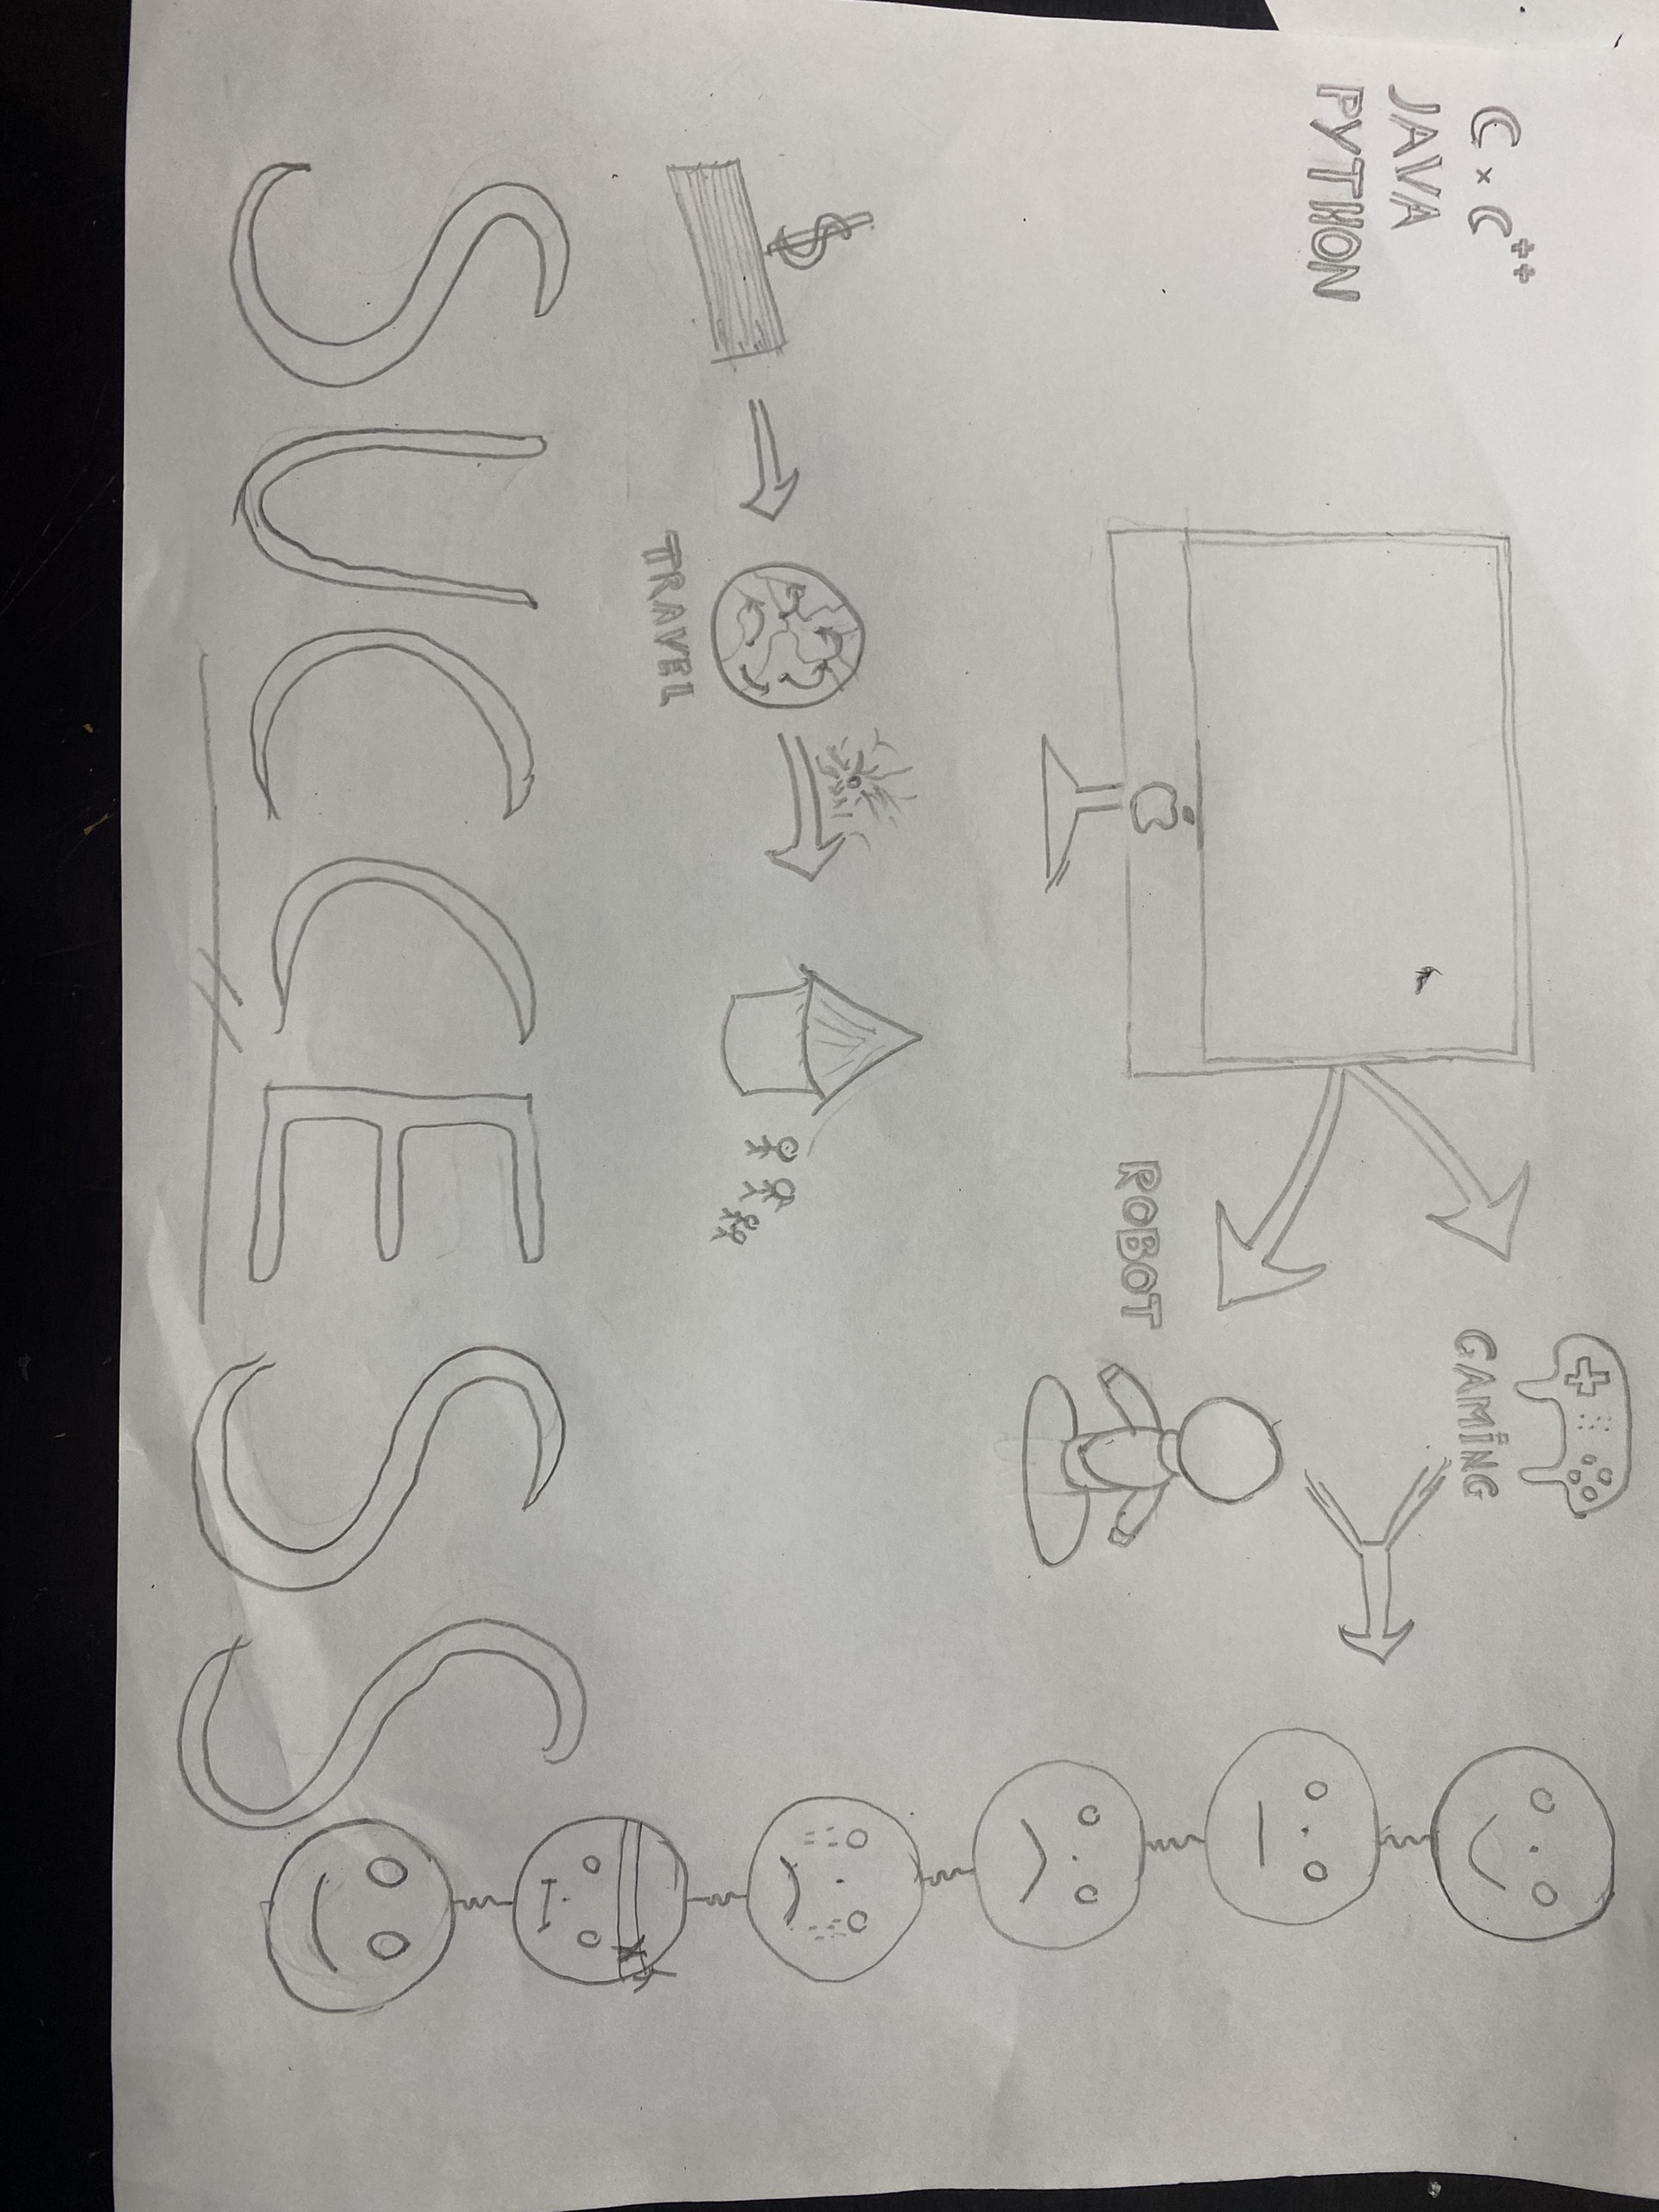 C × C++
JAVA
PYTHON
GAMiNG
ROBOT
$
TRAVEL
SUCCESS